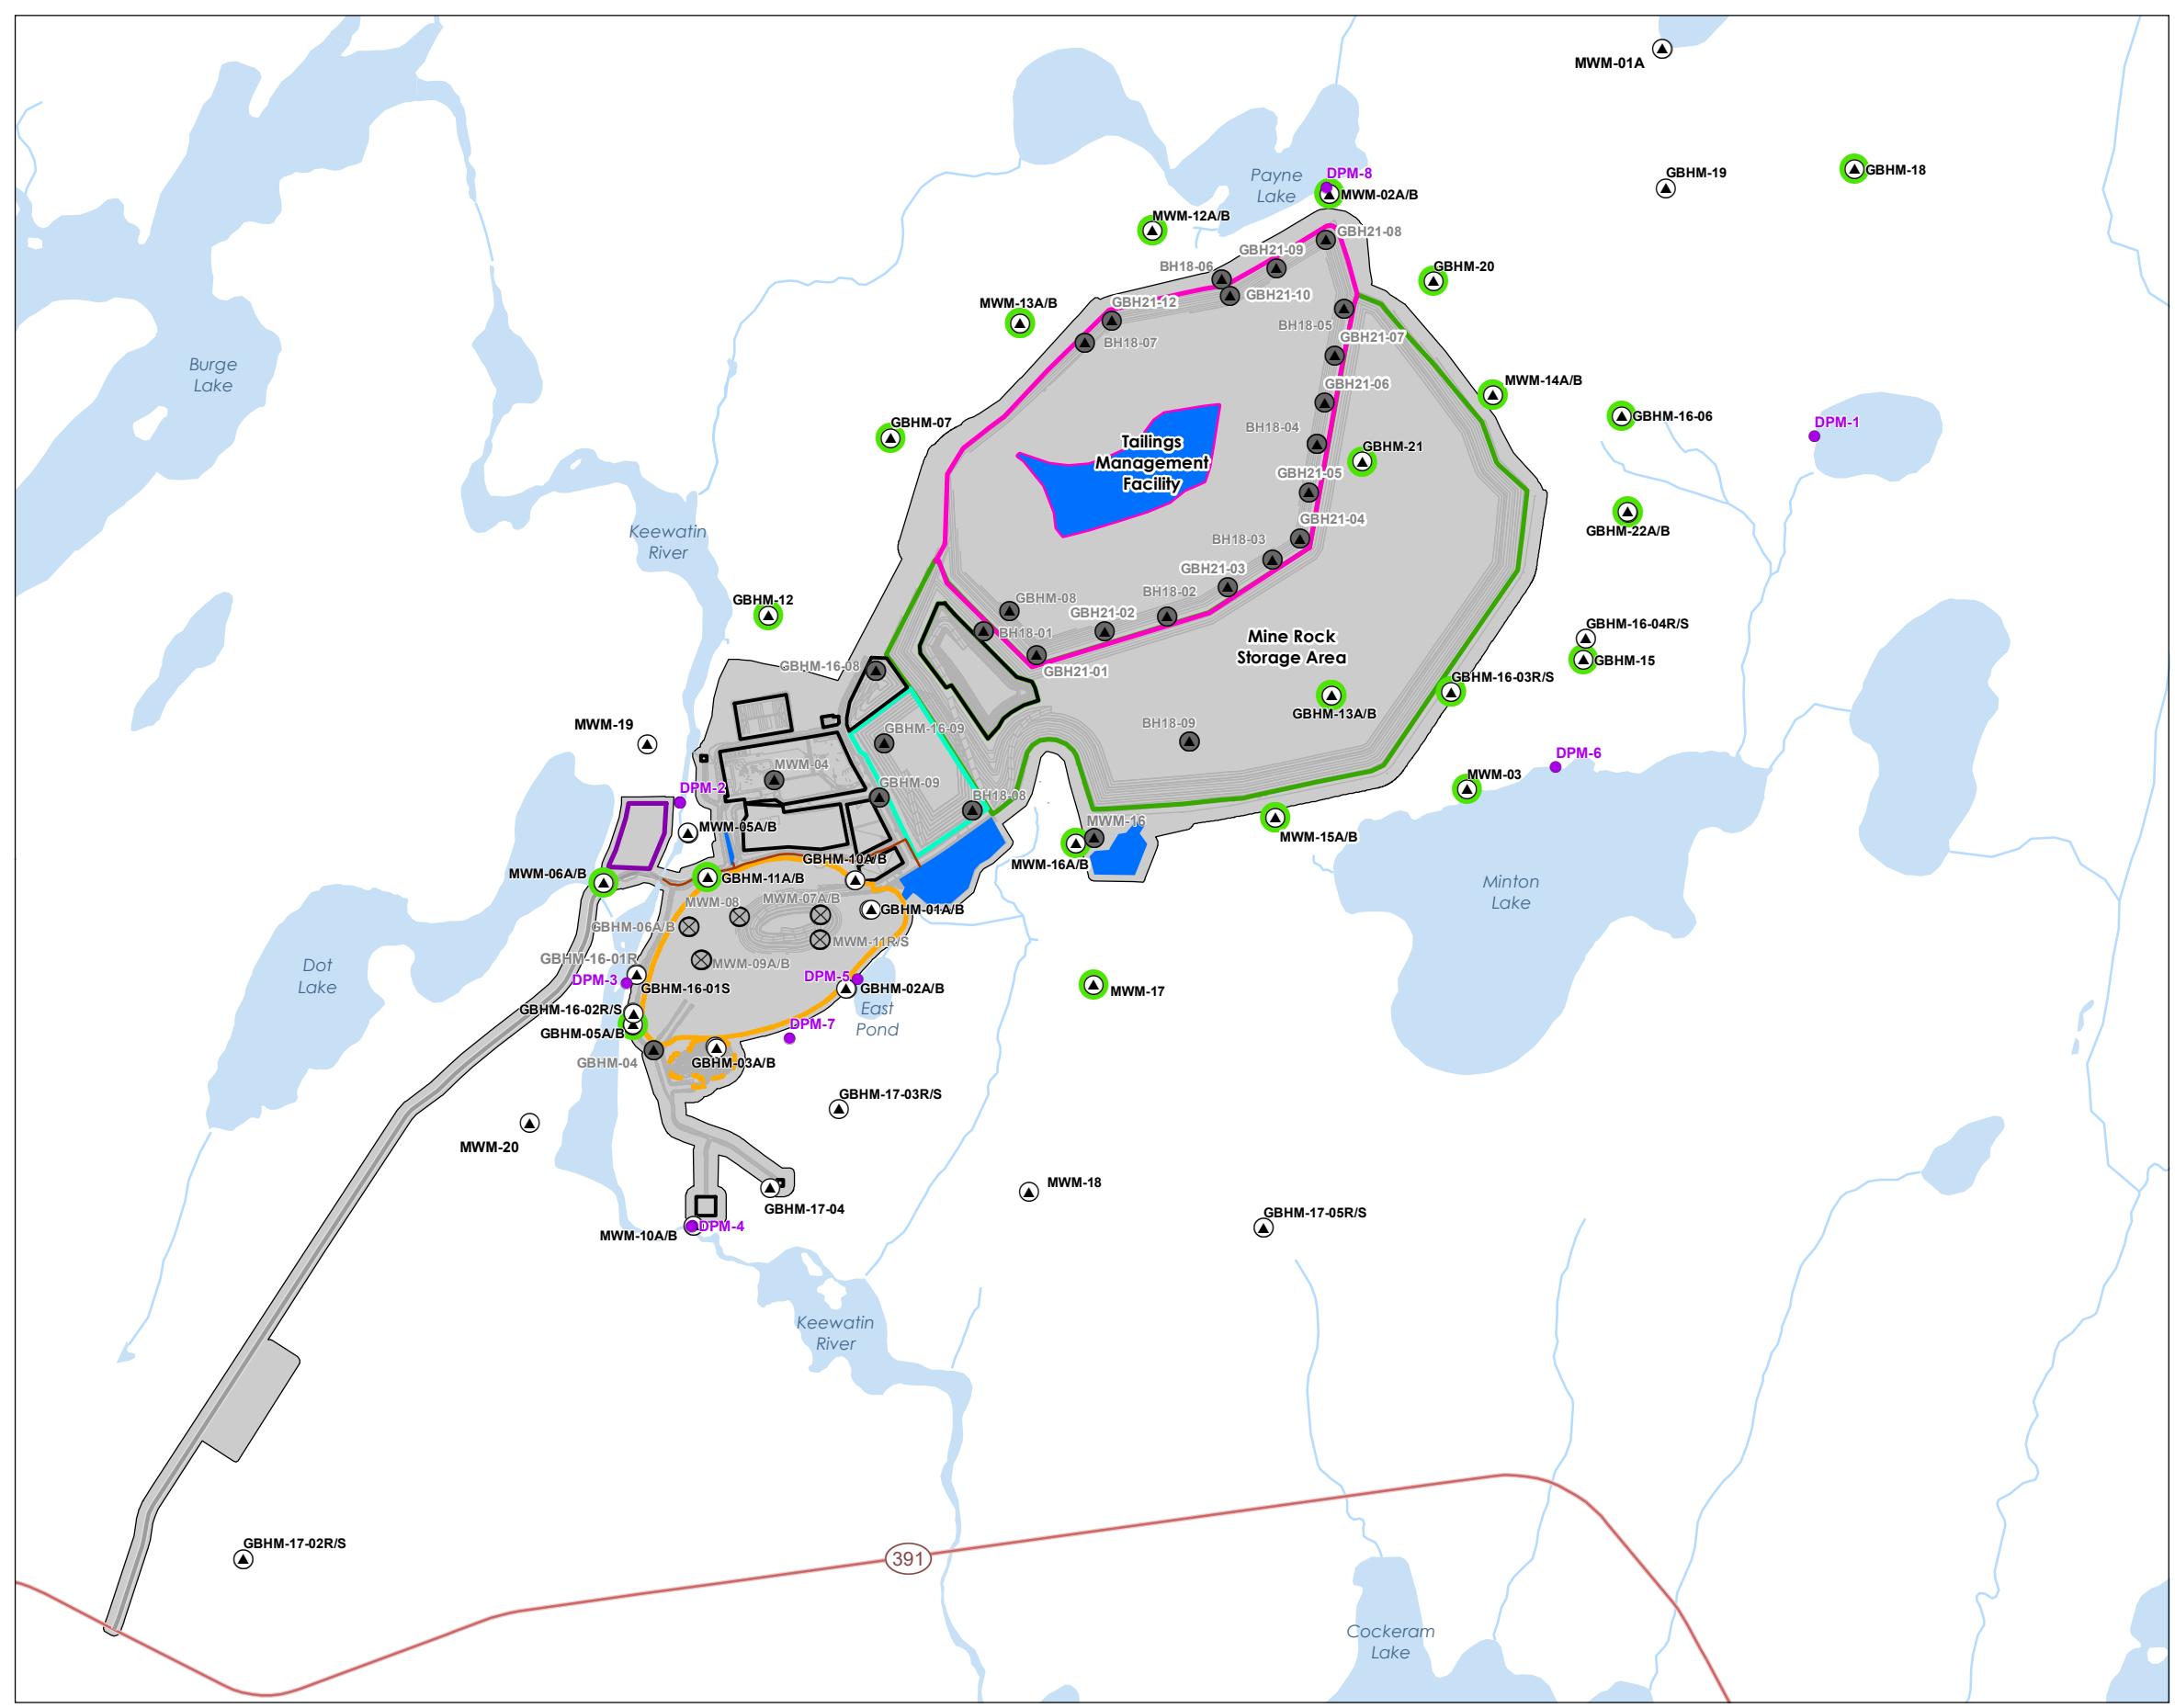 MWM-01A
GBHM-19
GBHM-18
Payne
Lake
DPM-8
MWM-02A/B
MWM-12A/B
GBH21-08
GBH21-09
BH18-06
GBHM-20
GBH21-10
GBH21-12
MWM-13A/B
BH18-05
GBH21-07
BH18-07
Burge
Lake
GBH21-06
MWM-14A/B
GBHM-16-06
DPM-1
GBHM-07
BH18-04
Tailings
Management
Facility
GBHM-21
GBH21-05
GBH21-04
GBHM-22A/B
Keewatin
River
BH18-03
GBH21-03
BH18-02
GBHM-12
GBHM-08
GBH21-02
BH18-01
Mine Rock
Storage Area
GBHM-16-04R/S
GBHM-15
GBHM-16-08
GBH21-01
GBHM-16-03R/S
GBHM-13A/B
MWM-19
GBHM-16-09
BH18-09
DPM-6
MWM-04
MWM-03
GBHM-09
DPM-2
BH18-08
MWM-05A/B
MWM-16
MWM-15A/B
GBHM-10A/B
MWM-16A/B
MWM-06A/B
GBHM-11A/B
Minton
Lake
MWM-08
MWM-07A/B
GBHM-01A/B
GBHM-06A/B
MWM-11R/S
GBHM-16-01R
MWM-09A/B
Dot
Lake
DPM-3
DPM-5
GBHM-16-01S
GBHM-02A/B
MWM-17
GBHM-16-02R/S
East
Pond
GBHM-05A/B
DPM-7
GBHM-04
GBHM-03A/B
GBHM-17-03R/S
MWM-20
MWM-18
GBHM-17-04
GBHM-17-05R/S
DPM-4
MWM-10A/B
Keewatin
River
GBHM-17-02R/S
391
Cockeram
Lake